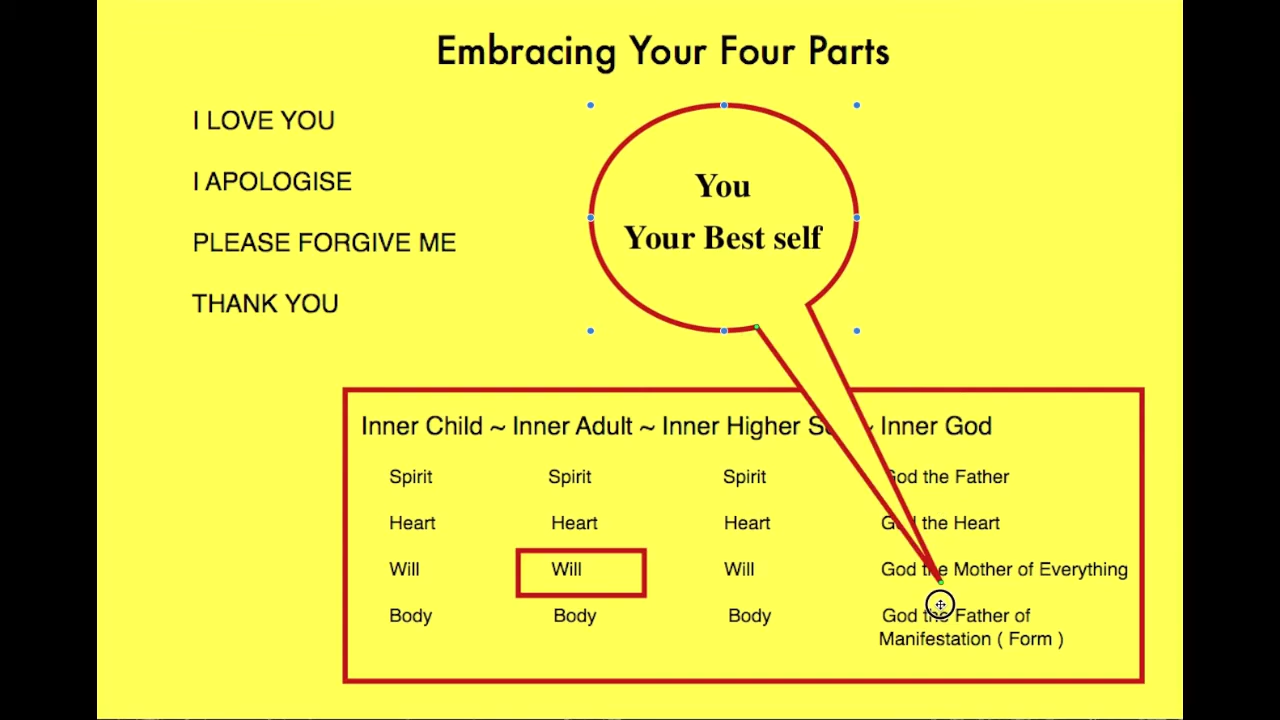 Embracing Your Four Parts
I LOVE YOU
I APOLOGISE
PLEASE FORGIVE ME
THANK YOU
You
Your Best self
Inner Child ~ Inner Adult ~ Inner Higher ~ Inner God
Spirit Spirit Spirit God the Father
Heart Heart Heart God the Heart
Will Will Will God the Mother of Everything
Body Body Body God the Father of
Manifestation ( Form )